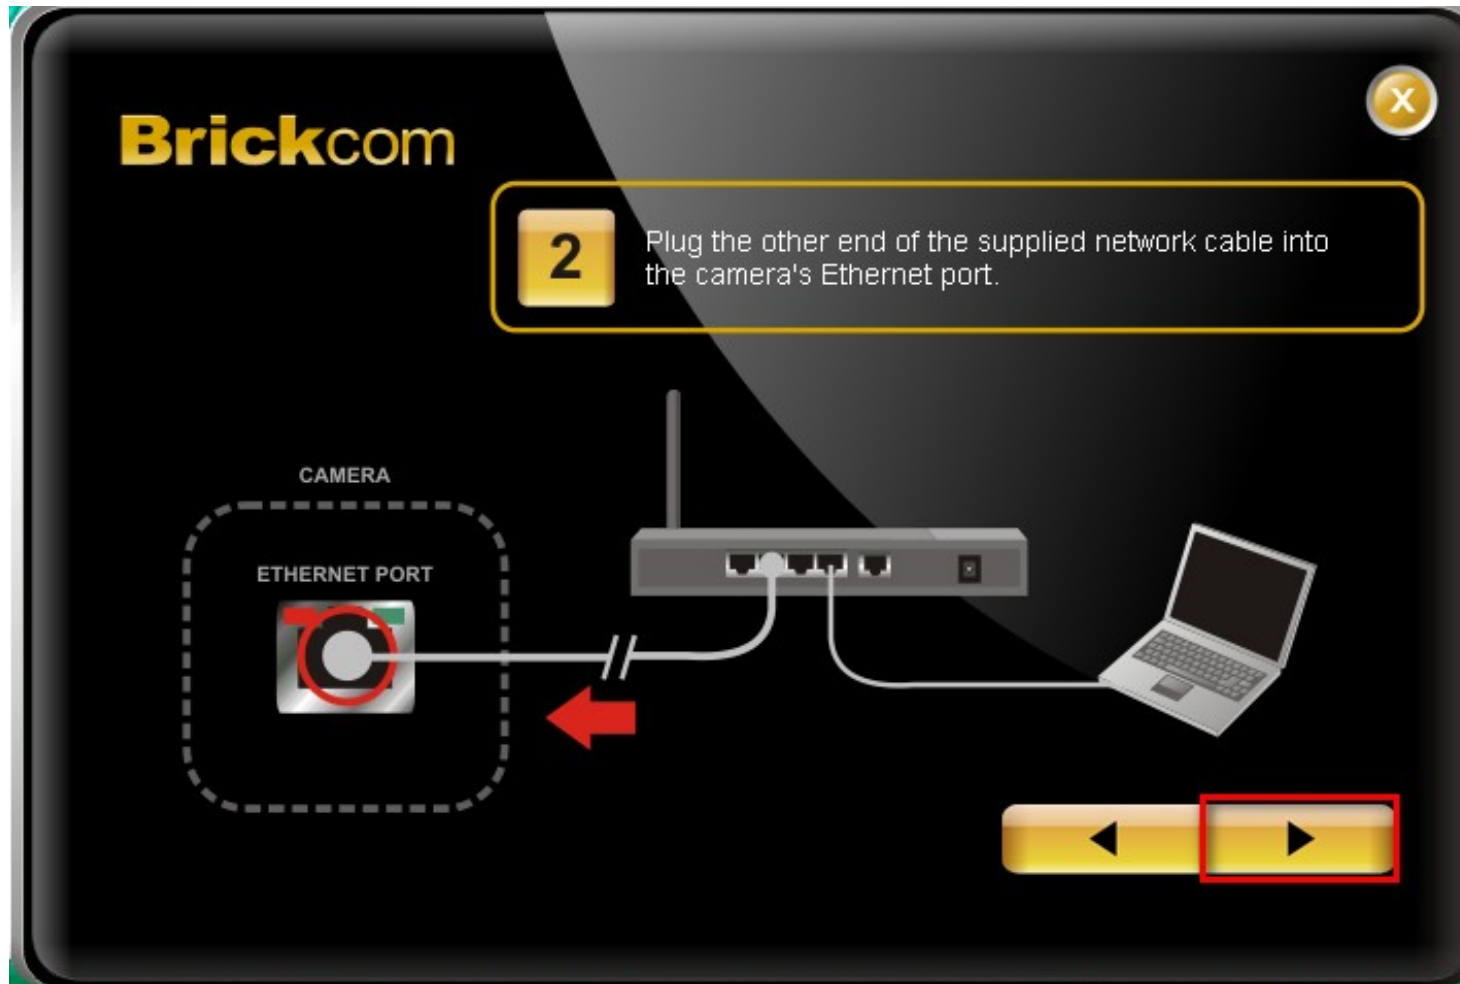 Brickcom
X
2
Plug the other end of the supplied network cable into
the camera's Ethernet port.
CAMERA
ETHERNET PORT